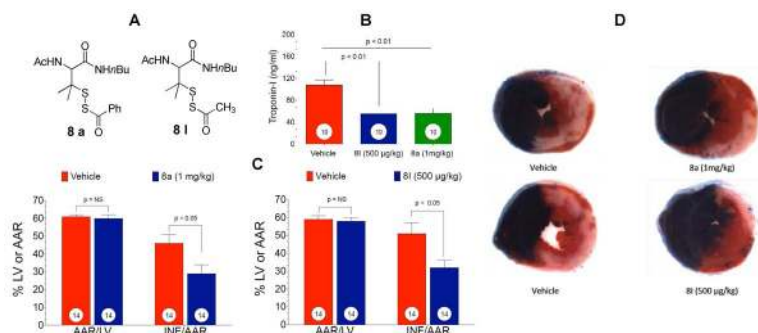 A
AcHN
O
NHnBu
S
S
Ph
O
8 a
AcHN
O
NHnBu
S
S
CH3
O
8 l
B
p < 0.01
p < 0.01
Troponin-I (ng/ml)
200
160
120
80
40
0
10
10
10
Vehicle
8l (500 µg/kg)
8a (1mg/kg)
C
Vehicle
8a (1 mg/kg)
p = NS
p < 0.05
% LV or AAR
70
60
50
40
30
20
10
0
14
14
14
14
AAR/LV
INF/AAR
Vehicle
8l (500 µg/kg)
p = NS
p < 0.05
% LV or AAR
70
60
50
40
30
20
10
0
14
14
14
14
AAR/LV
INF/AAR
D
Vehicle
8a (1mg/kg)
Vehicle
8l (500 µg/kg)